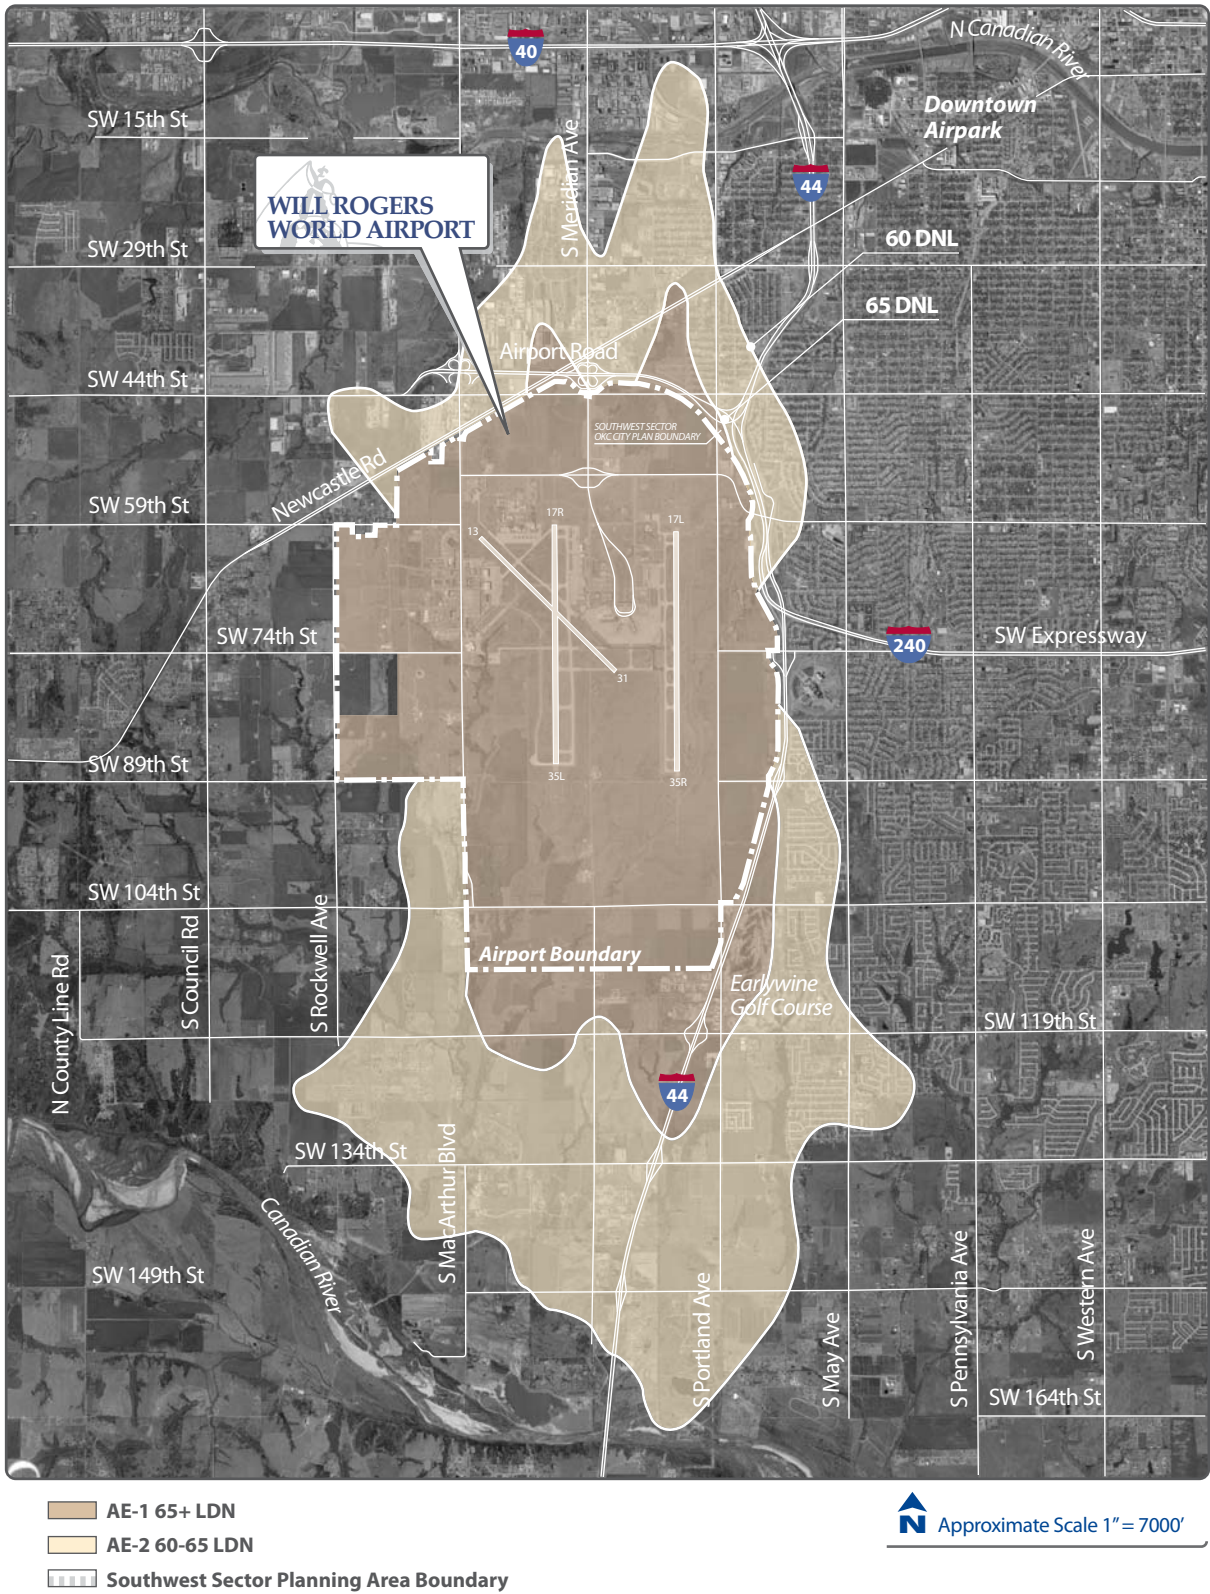 40
N Canadian River
SW 15th St
Downtown
Airpark
S Meridian Ave
44
WILL ROGERS
WORLD AIRPORT
SW 29th St
60 DNL
65 DNL
Airport Road
SW 44th St
SOUTHWEST SECTOR
OKC CITY PLAN BOUNDARY
Newcastle Rd
SW 59th St
13
17R
17L
SW 74th St
240
SW Expressway
31
SW 89th St
35L
35R
SW 104th St
S Rockwell Ave
S Council Rd
N County Line Rd
Airport Boundary
Earlywine
Golf Course
SW 119th St
44
SW 134th St
S MacArthur Blvd
Canadian River
SW 149th St
S Portland Ave
S May Ave
S Pennsylvania Ave
S Western Ave
SW 164th St
AE-1 65+ LDN
AE-2 60-65 LDN
Southwest Sector Planning Area Boundary
N
Approximate Scale 1” = 7000’